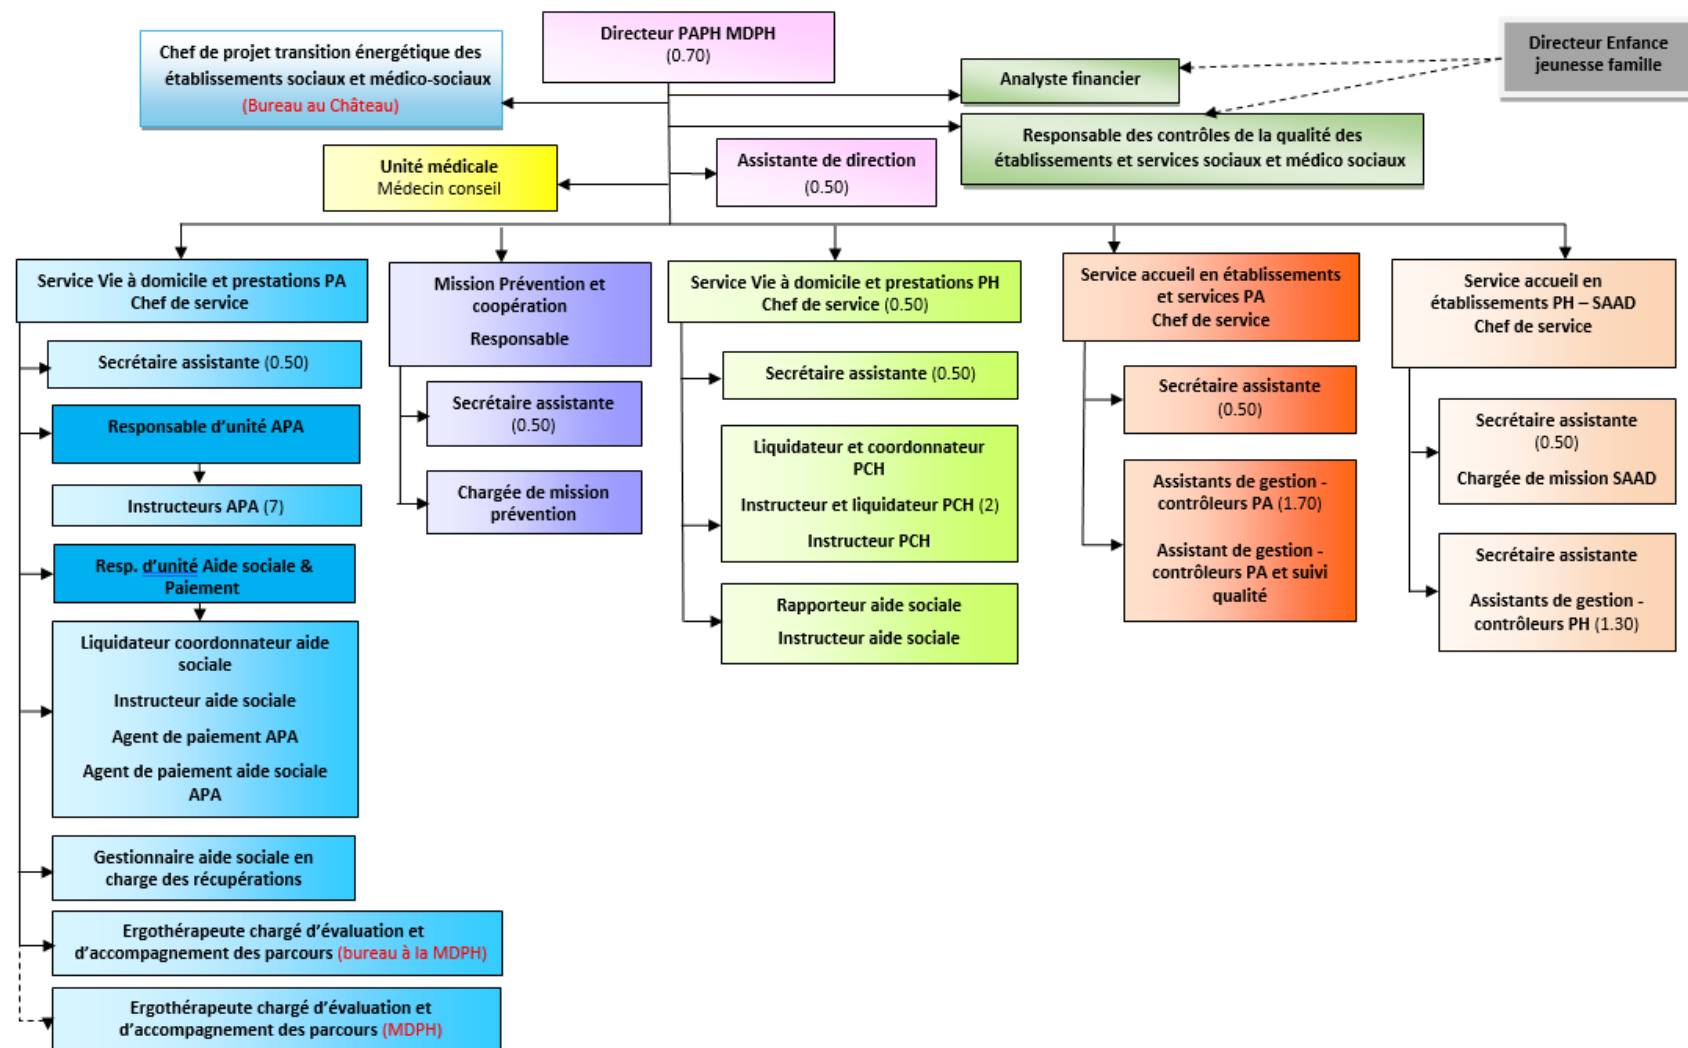 Directeur PAPH MDPH
(0.70)
Chef de projet transition énergétique des
établissements sociaux et médico-sociaux
(Bureau au Château)
Analyste financier
Directeur Enfance
jeunesse famille
Responsable des contrôles de la qualité des
établissements et services sociaux et médico sociaux
Unité médicale
Médecin conseil
Assistante de direction
(0.50)
Service Vie à domicile et prestations PA
Chef de service
Secrétaire assistante (0.50)
Responsable d’unité APA
Instructeurs APA (7)
Resp. d’unité Aide sociale &
Paiement
Liquidateur coordonnateur aide
sociale
Instructeur aide sociale
Agent de paiement APA
Agent de paiement aide sociale
APA
Gestionnaire aide sociale en
charge des récupérations
Ergothérapeute chargé d’évaluation et
d’accompagnement des parcours (bureau à la MDPH)
Ergothérapeute chargé d’évaluation et
d’accompagnement des parcours (MDPH)
Mission Prévention et
coopération
Responsable
Secrétaire assistante
(0.50)
Chargée de mission
prévention
Service Vie à domicile et prestations PH
Chef de service (0.50)
Secrétaire assistante (0.50)
Liquidateur et coordonnateur
PCH
Instructeur et liquidateur PCH (2)
Instructeur PCH
Rapporteur aide sociale
Instructeur aide sociale
Service accueil en établissements
et services PA
Chef de service
Secrétaire assistante
(0.50)
Assistants de gestion -
contrôleurs PA (1.70)
Assistant de gestion -
contrôleurs PA et suivi
qualité
Service accueil en
établissements PH – SAAD
Chef de service
Secrétaire assistante
(0.50)
Chargée de mission SAAD
Secrétaire assistante
Assistants de gestion -
contrôleurs PH (1.30)